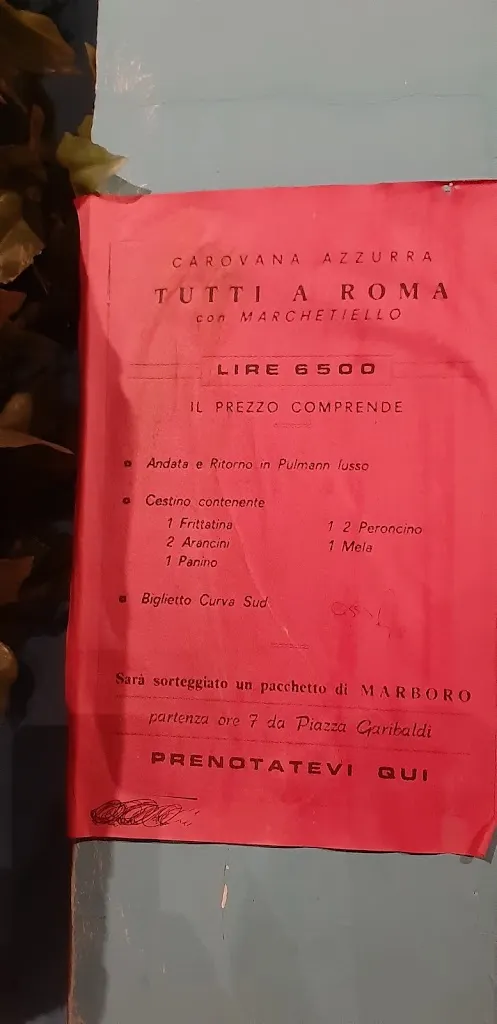 CAROVANA AZZURRA
TUTTI A ROMA
con MARCHETIELLO
LIRE 6500
IL PREZZO COMPRENDE
Andata e Ritorno in Pulmann lusso
Cestino contenente
1 Frittatina
2 Arancini
1 Panino
1 2 Peroncino
1 Mela
Biglietto Curva Sud
Sarà sorteggiato un pacchetto di MARBORO
partenza ore 7 da Piazza Garibaldi
PRENOTATEVI QUI